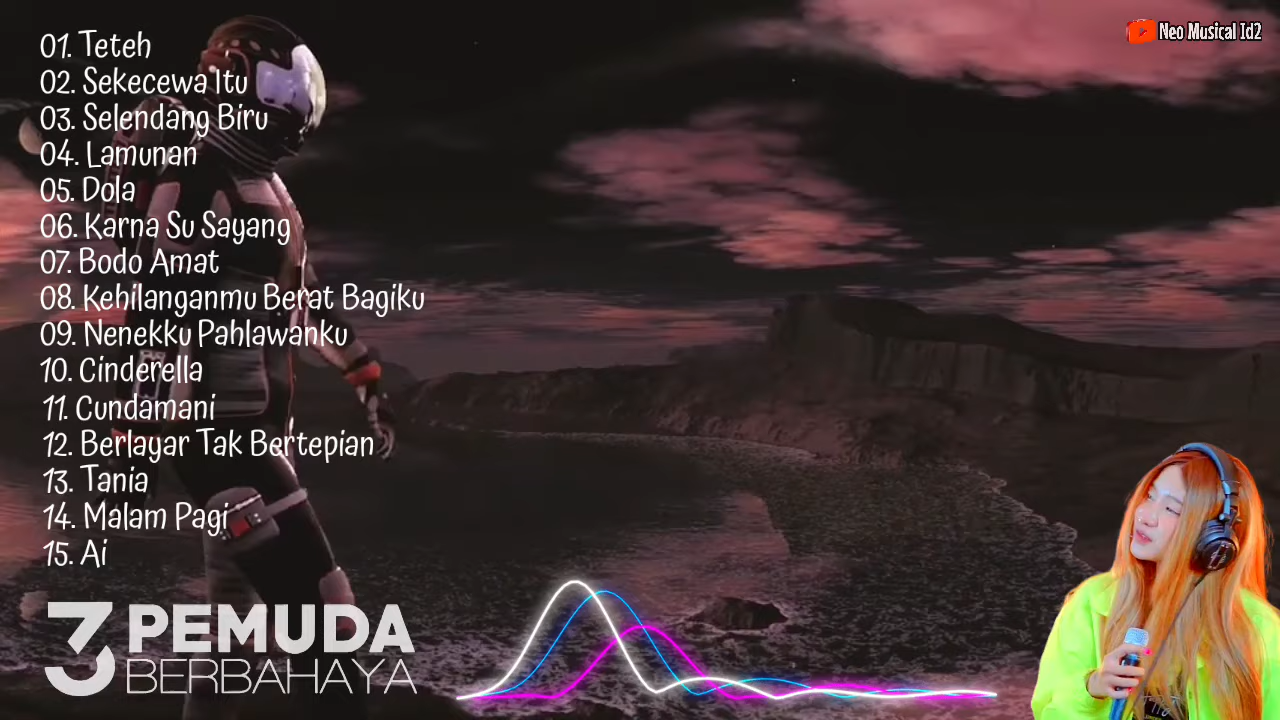 01. Teteh
02. Sekecewa Itu
03. Selendang Biru
04. Lamunan
05. Dola
06. Karna Su Sayang
07. Bodo Amat
08. Kehilanganmu Berat Bagiku
09. Nenekku Pahlawanku
10. Cinderella
11. Cundamani
12. Berlayar Tak Bertepian
13. Tania
14. Malam Pagi
15. Ai
3 PEMUDA
BERBAHAYA
Neo Musical Id2